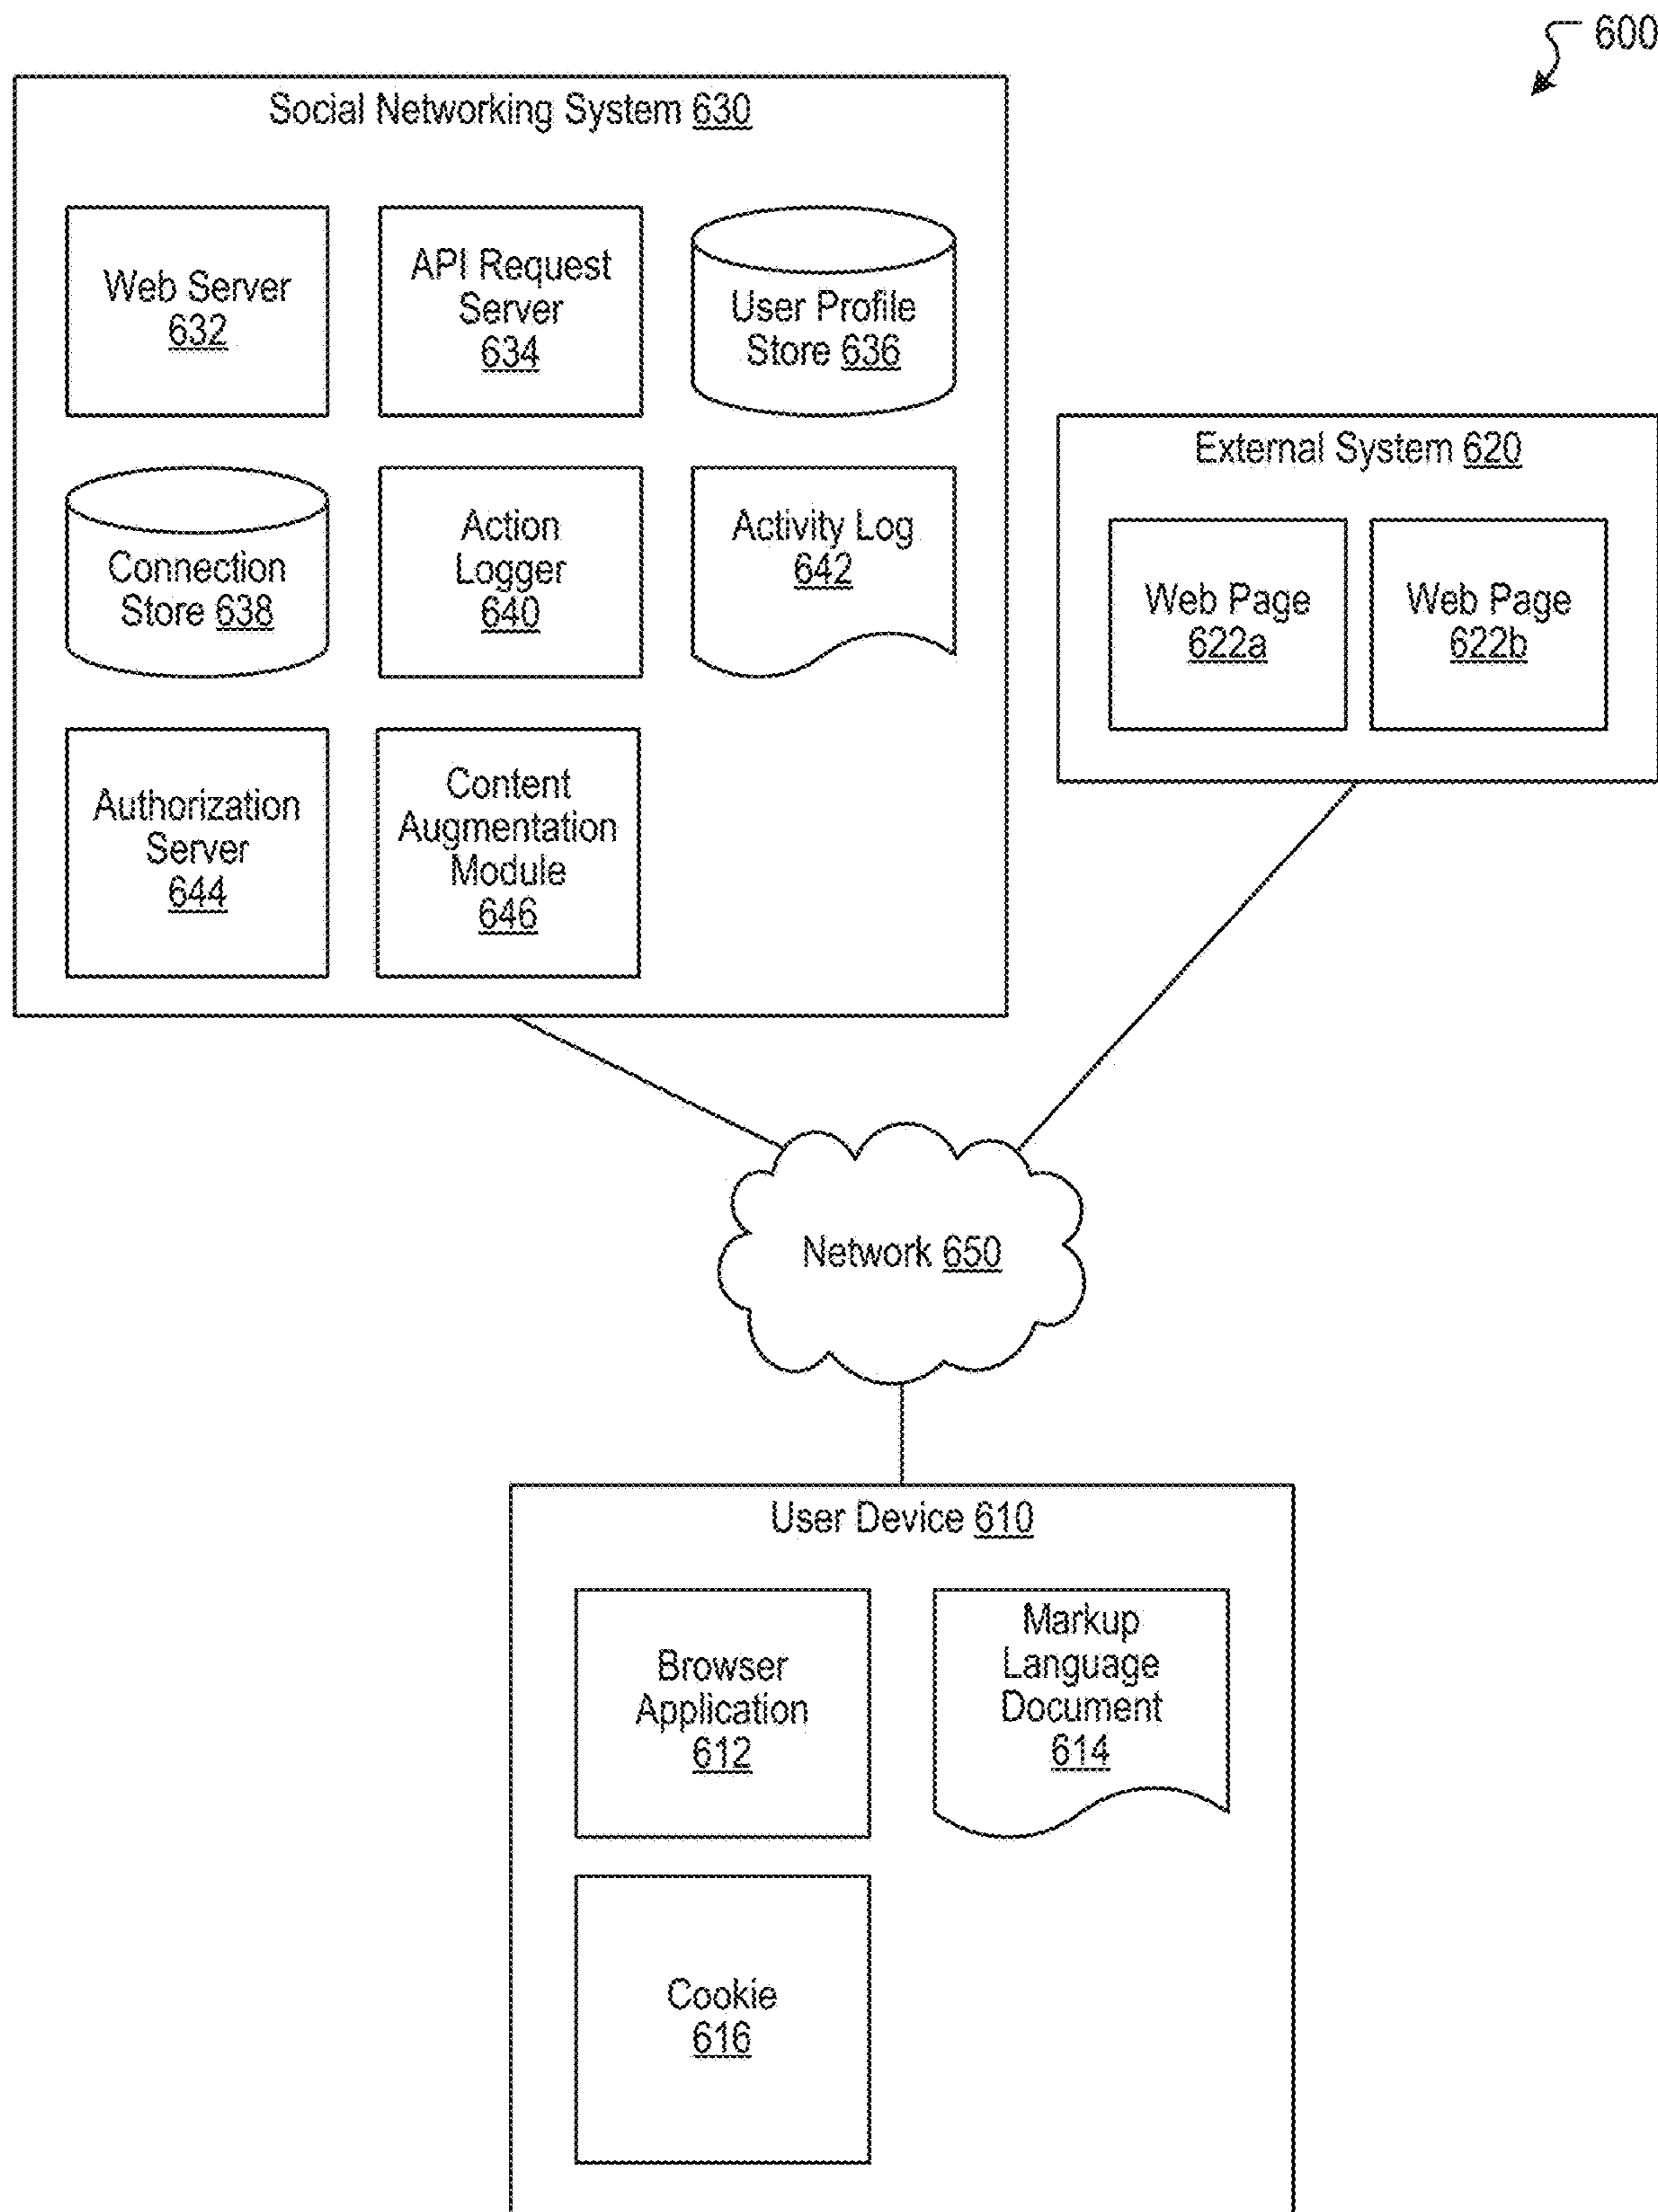 600
Social Networking System 630
Web Server
632
API Request
Server
634
User Profile
Store 636
Connection
Store 638
Action
Logger
640
Activity Log
642
Authorization
Server
644
Content
Augmentation
Module
646
External System 620
Web Page
622a
Web Page
622b
Network 650
User Device 610
Browser
Application
612
Markup
Language
Document
614
Cookie
616